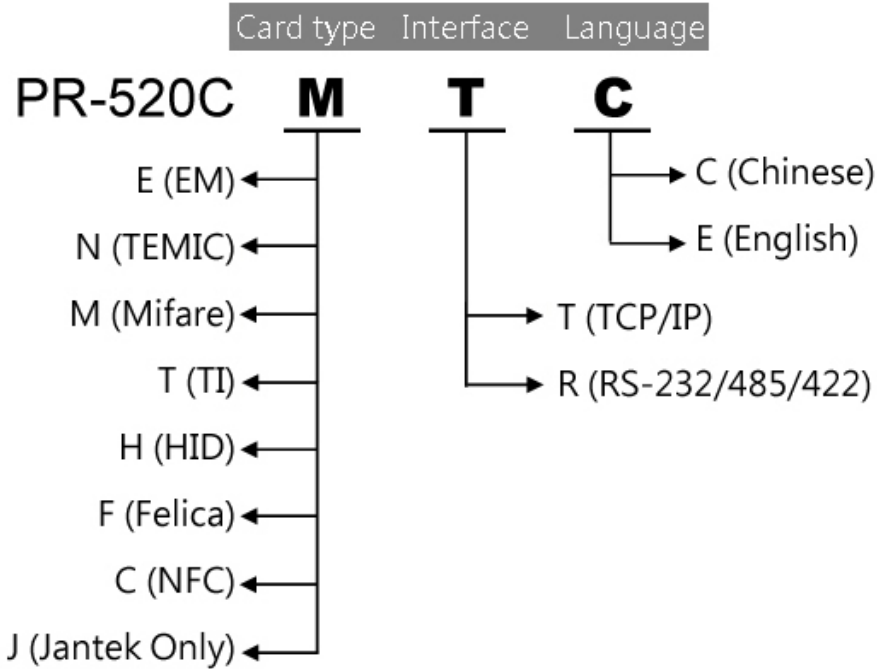 Card type Interface Language
PR-520C M T C
E (EM)
N (TEMIC)
M (Mifare)
T (TI)
H (HID)
F (Felica)
C (NFC)
J (Jantek Only)
T (TCP/IP)
R (RS-232/485/422)
C (Chinese)
E (English)